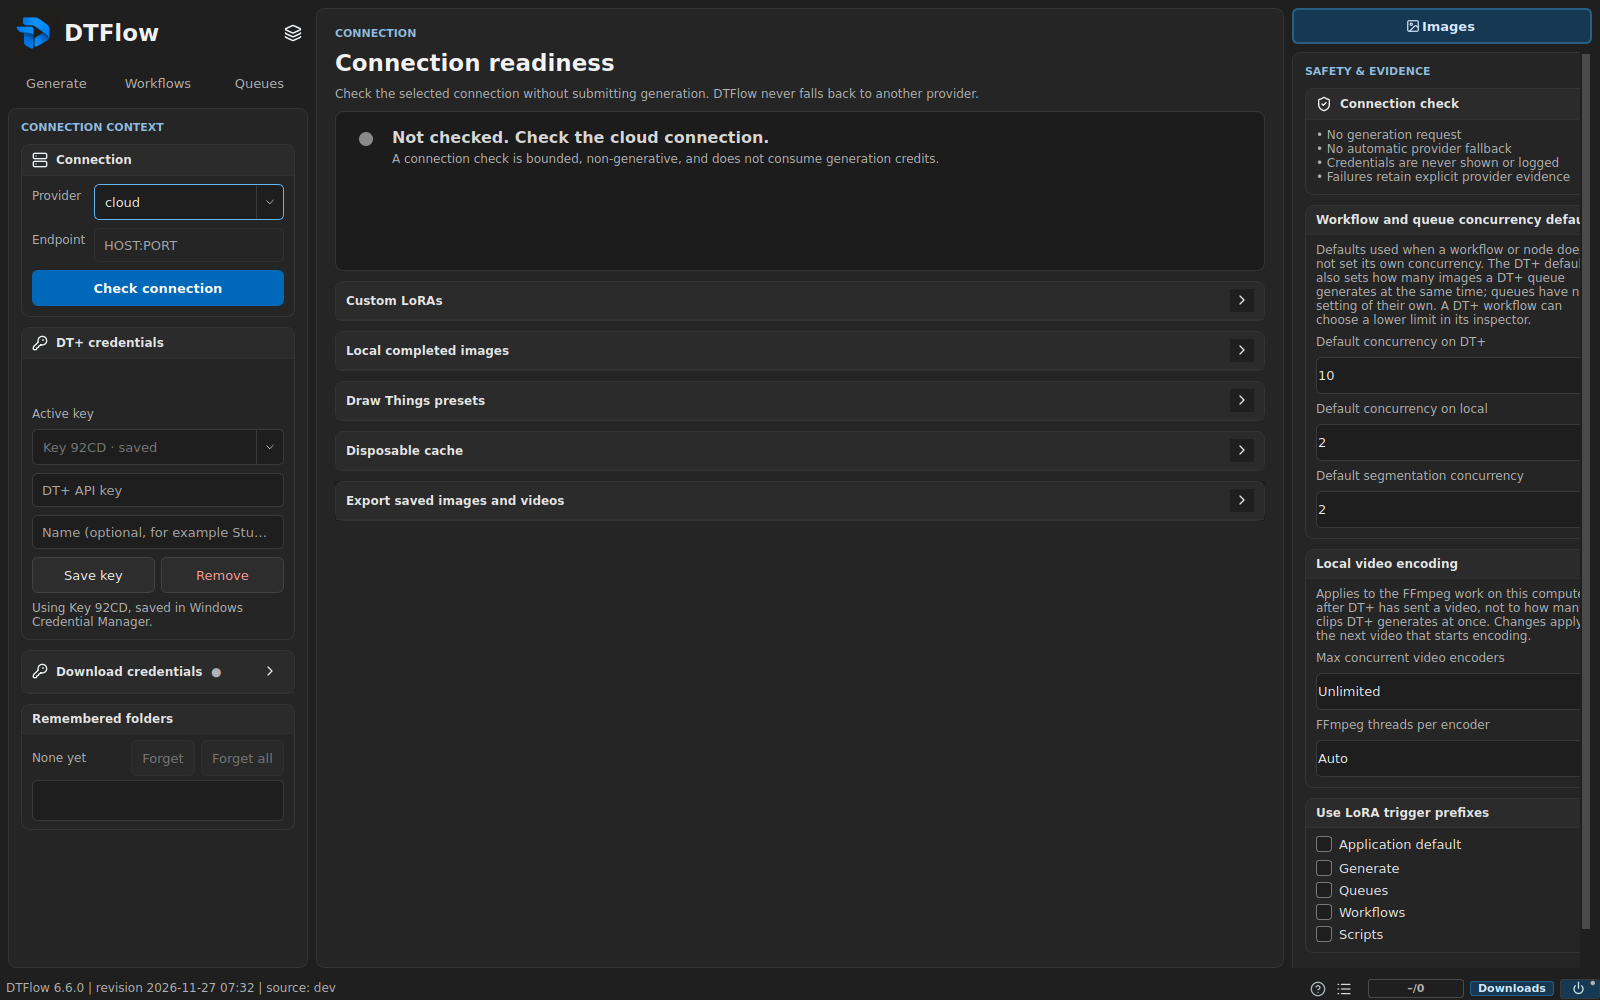 DTFlow
Generate
Workflows
Queues
CONNECTION CONTEXT
Connection
Provider
cloud
Endpoint
HOST:PORT
Check connection
DT+ credentials
Active key
Key 92CD · saved
DT+ API key
Name (optional, for example Stu…
Save key
Remove
Using Key 92CD, saved in Windows
Credential Manager.
Download credentials
Remembered folders
None yet
Forget
Forget all
CONNECTION
Connection readiness
Check the selected connection without submitting generation. DTFlow never falls back to another provider.
Not checked. Check the cloud connection.
A connection check is bounded, non-generative, and does not consume generation credits.
Custom LoRAs
Local completed images
Draw Things presets
Disposable cache
Export saved images and videos
Images
SAFETY & EVIDENCE
Connection check
• No generation request
• No automatic provider fallback
• Credentials are never shown or logged
• Failures retain explicit provider evidence
Workflow and queue concurrency defau
Defaults used when a workflow or node doe
not set its own concurrency. The DT+ defaul
also sets how many images a DT+ queue
generates at the same time; queues have n
setting of their own. A DT+ workflow can
choose a lower limit in its inspector.
Default concurrency on DT+
10
Default concurrency on local
2
Default segmentation concurrency
2
Local video encoding
Applies to the FFmpeg work on this compute
after DT+ has sent a video, not to how man
clips DT+ generates at once. Changes apply
the next video that starts encoding.
Max concurrent video encoders
Unlimited
FFmpeg threads per encoder
Auto
Use LoRA trigger prefixes
Application default
Generate
Queues
Workflows
Scripts
DTFlow 6.6.0 | revision 2026-11-27 07:32 | source: dev
-/0
Downloads